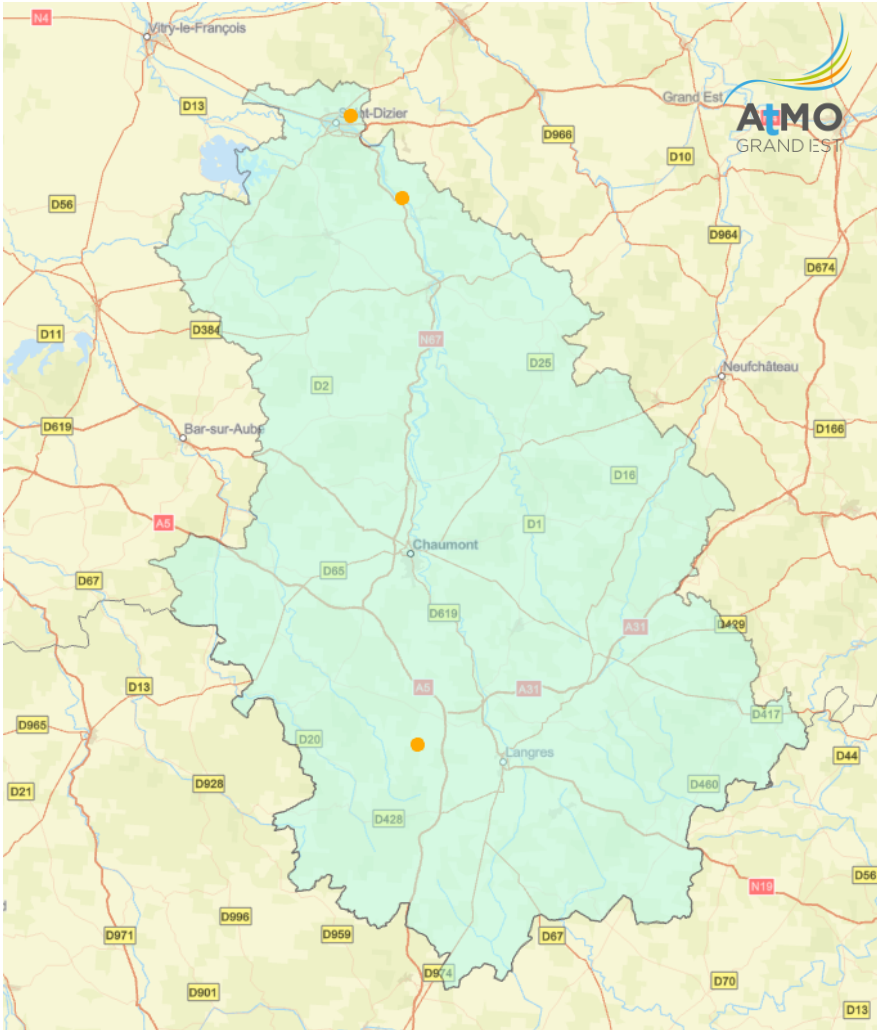 N4
Vitry-le-François
D13
Saint-Dizier
Grand Est
AtMO
GRAND EST
D966
D10
D56
D964
D674
D384
D11
N67
D25
D2
Neufchâteau
D619
Bar-sur-Aube
D166
D16
A5
D1
Chaumont
D65
D67
D619
D429
A31
D13
A5
A31
D417
D965
D20
Langres
D44
D928
D460
D21
D428
D56
N19
D996
D971
D959
D67
D974
D70
D901
D13